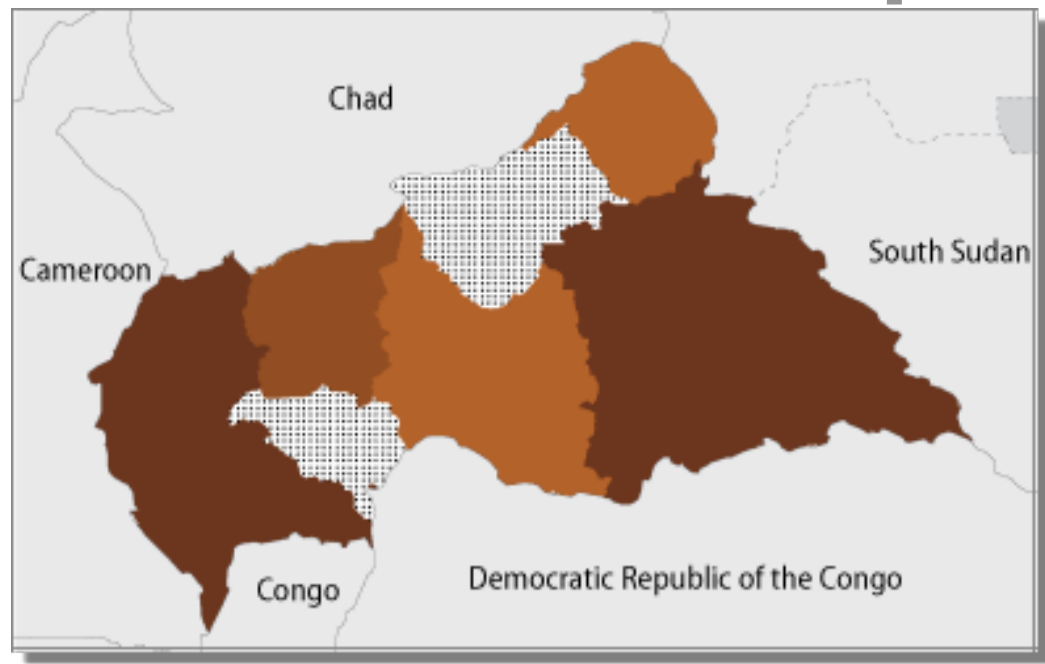 Chad
South Sudan
Cameroon
Democratic Republic of the Congo
Congo